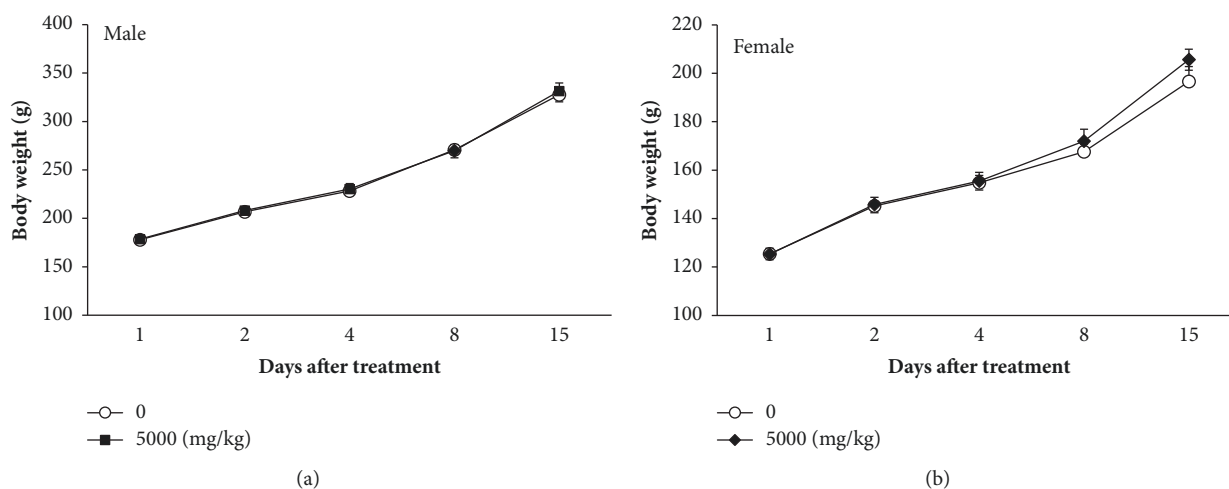 400
350
300
250
200
150
100
Body weight (g)
Male
1 2 4 8 15
Days after treatment
0
5000 (mg/kg)
(a)
220
200
180
160
140
120
100
Body weight (g)
Female
1 2 4 8 15
Days after treatment
0
5000 (mg/kg)
(b)